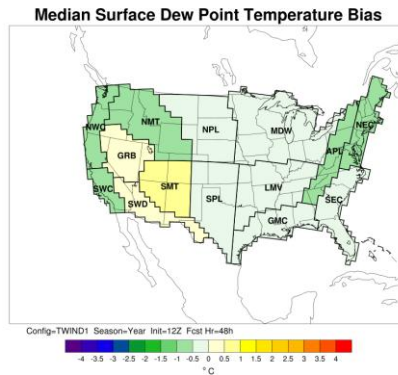 Median Surface Dew Point Temperature Bias
NWC
NMT
NPL
MDW
NEC
GRB
APL
SWC
SMT
SWD
SPL
LMV
SEC
GMC
Config=TWIND1 Season=Year Init=12Z Fcst Hr=48h
-4 -3.5 -3 -2.5 -2 -1.5 -1 -0.5 0 0.5 1 1.5 2 2.5 3 3.5 4
°C